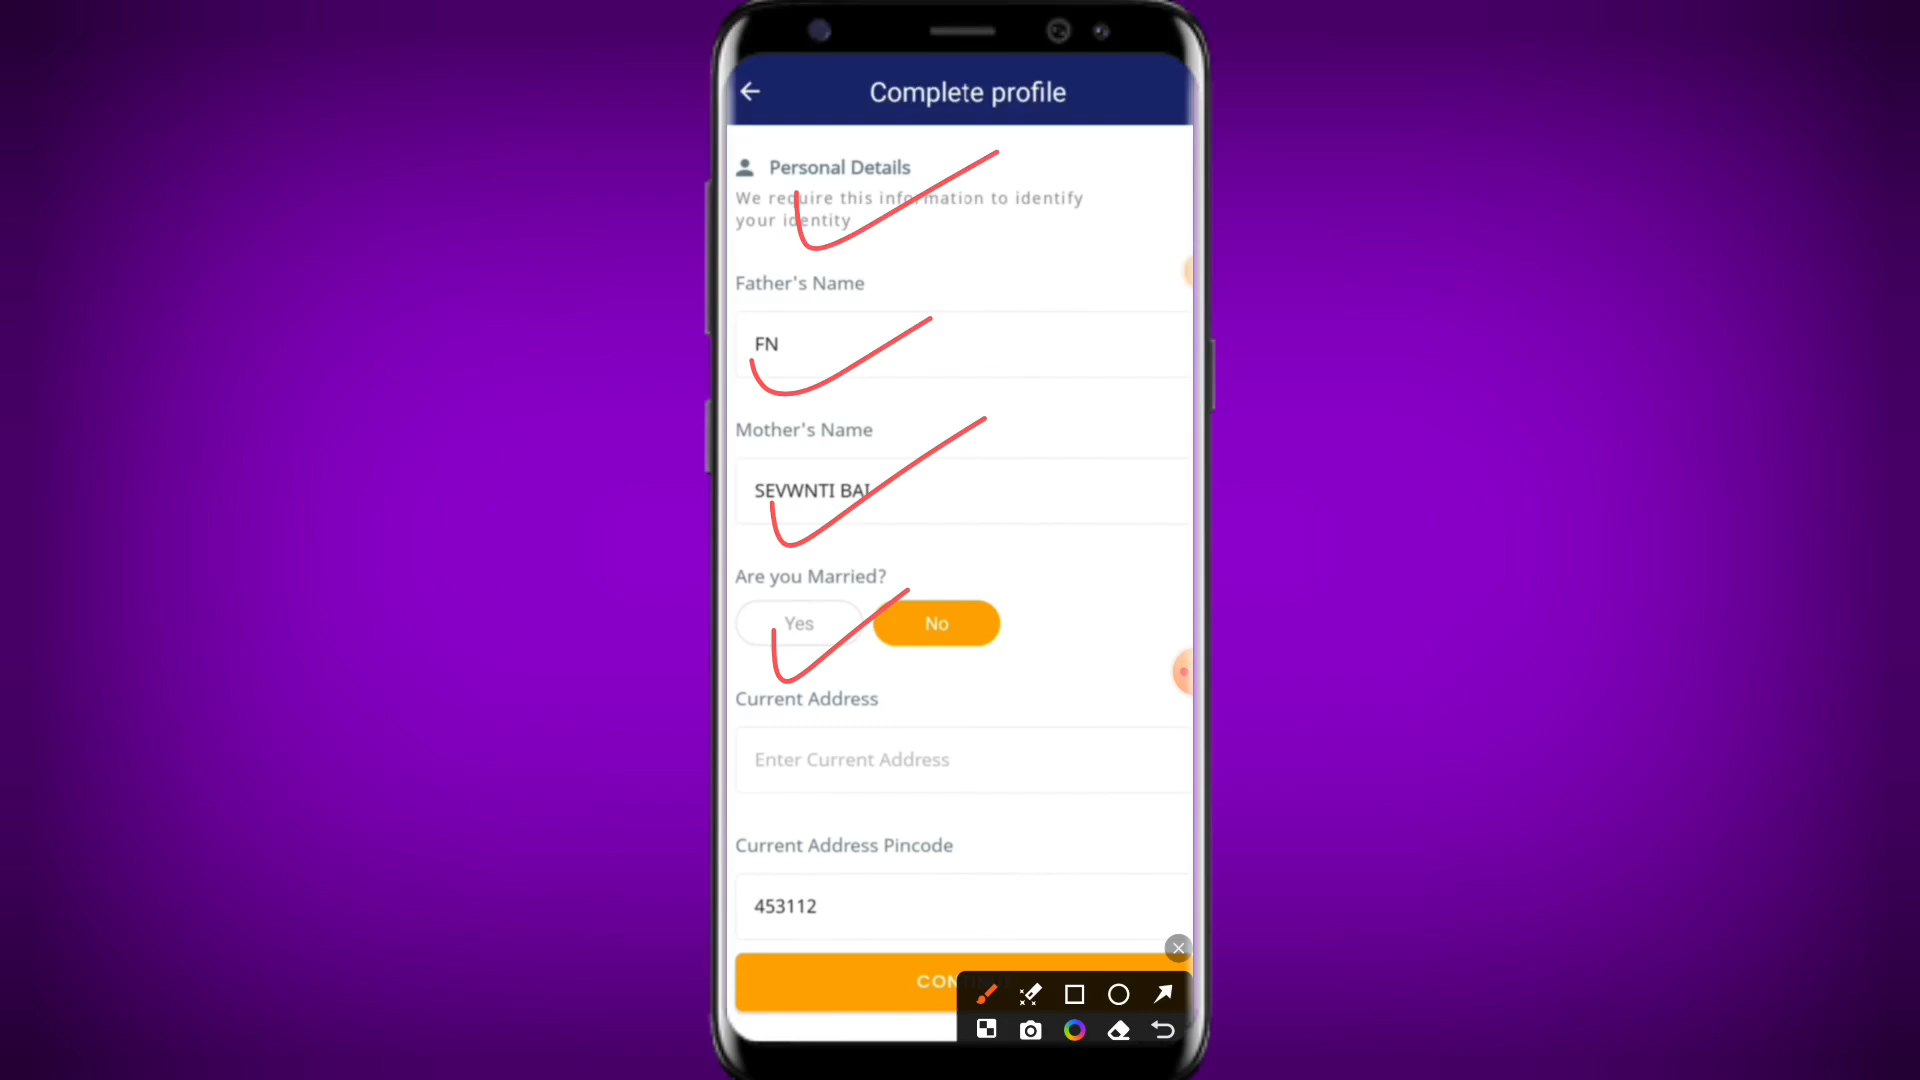 Complete profile
Personal Details
We require this information to identify
your identity
Father's Name
FN
Mother's Name
SEVWNTI BAI
Are you Married?
Yes No
Current Address
Enter Current Address
Current Address Pincode
453112